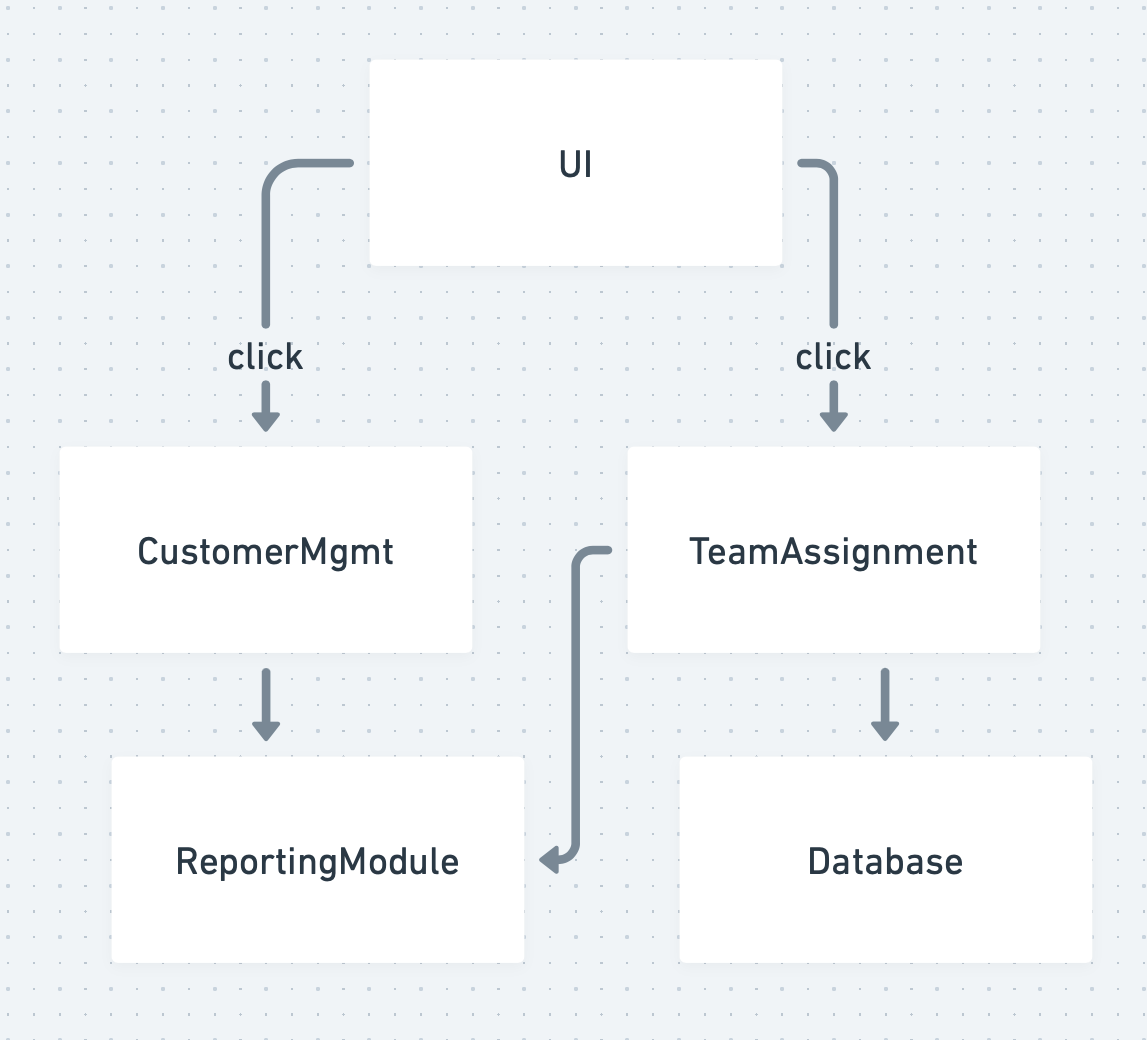 UI
click
click
CustomerMgmt
TeamAssignment
ReportingModule
Database